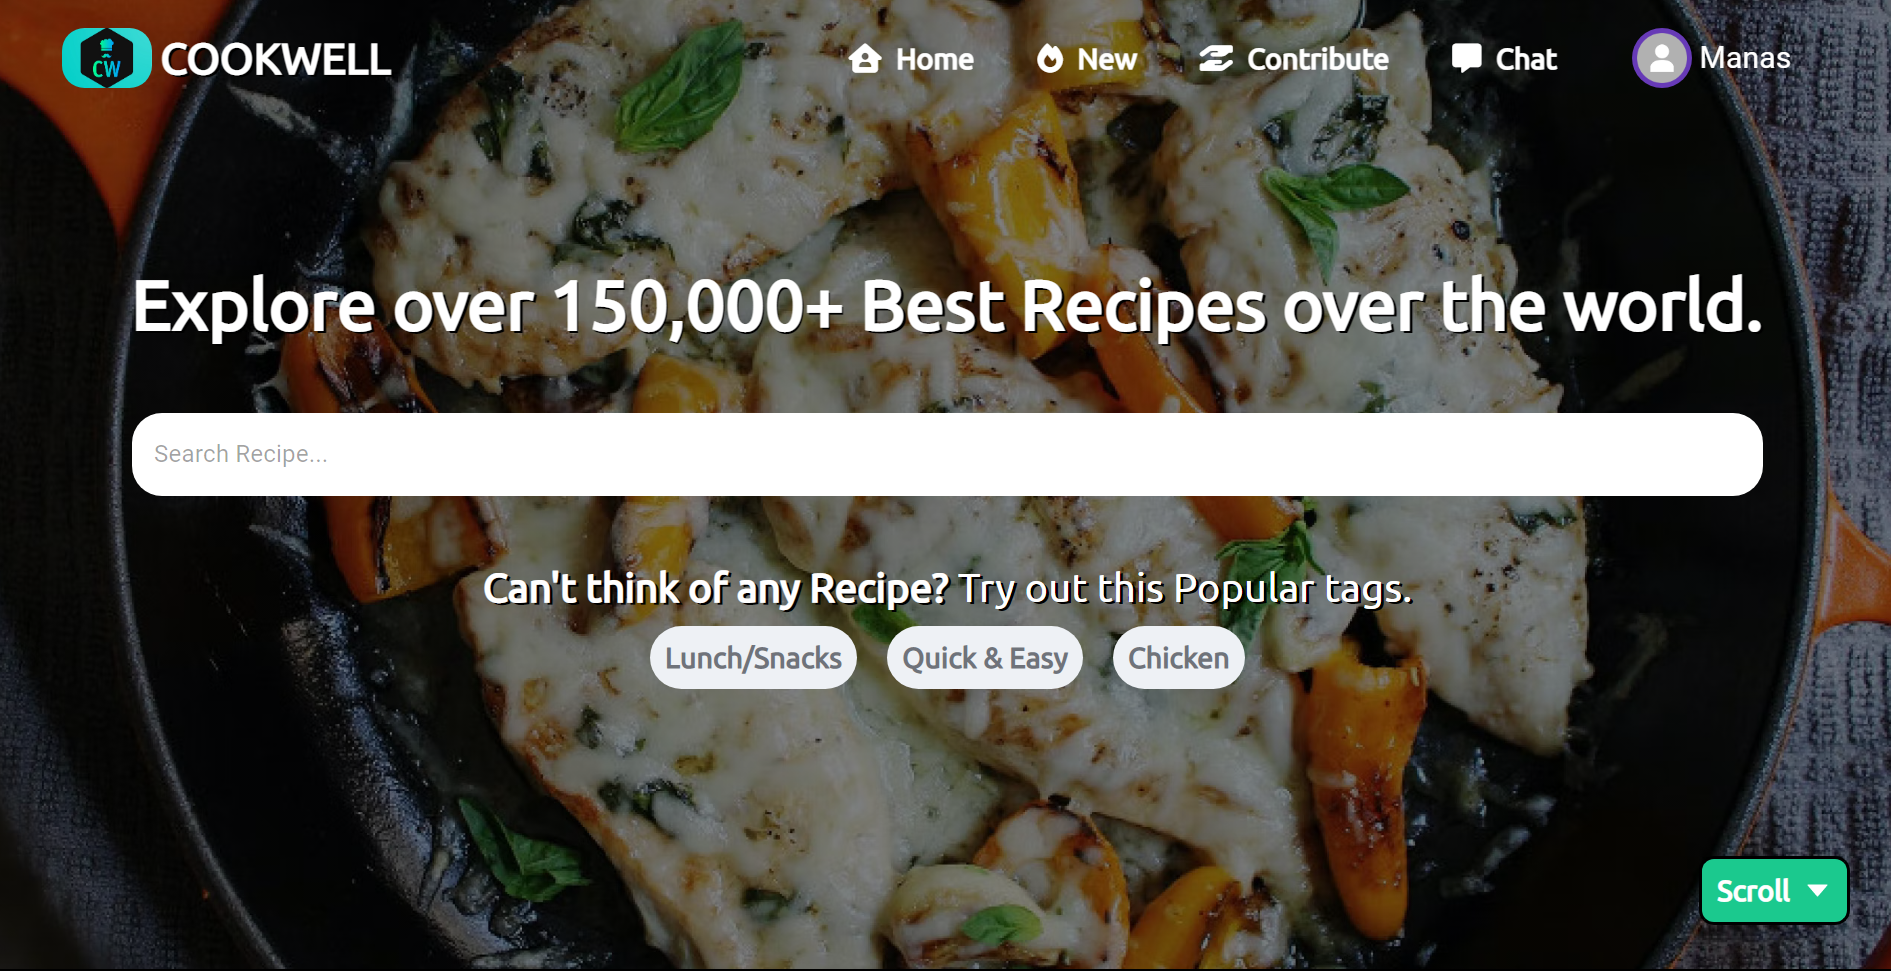 CW COOKWELL Home New Contribute Chat Manas
Explore over 150,000+ Best Recipes over the world.
Search Recipe...
Can't think of any Recipe? Try out this Popular tags.
Lunch/Snacks Quick & Easy Chicken
Scroll